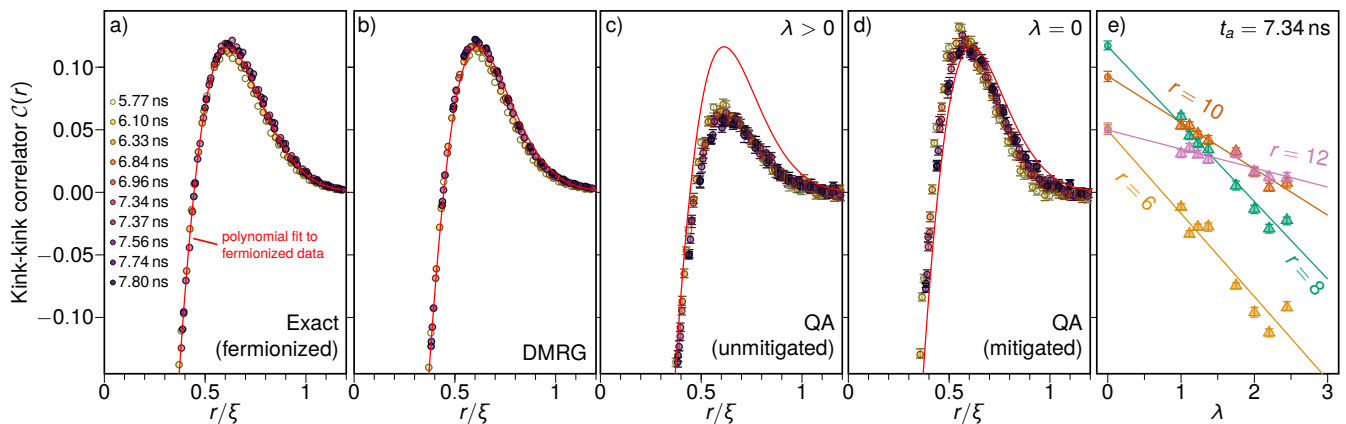 a)
b)
c)
λ > 0
d)
λ = 0
e)
t_a = 7.34 ns
Kink-kink correlator C(r)
0.10
0.05
0.00
−0.05
−0.10
5.77 ns
6.10 ns
6.33 ns
6.84 ns
6.96 ns
7.34 ns
7.37 ns
7.56 ns
7.74 ns
7.80 ns
polynomial fit to
fermionized data
Exact
(fermionized)
DMRG
QA
(unmitigated)
QA
(mitigated)
r = 10
r = 12
r = 6
r = 8
0 0.5 1
0 0.5 1
0 0.5 1
0 0.5 1
0 1 2 3
r/ξ
r/ξ
r/ξ
r/ξ
λ